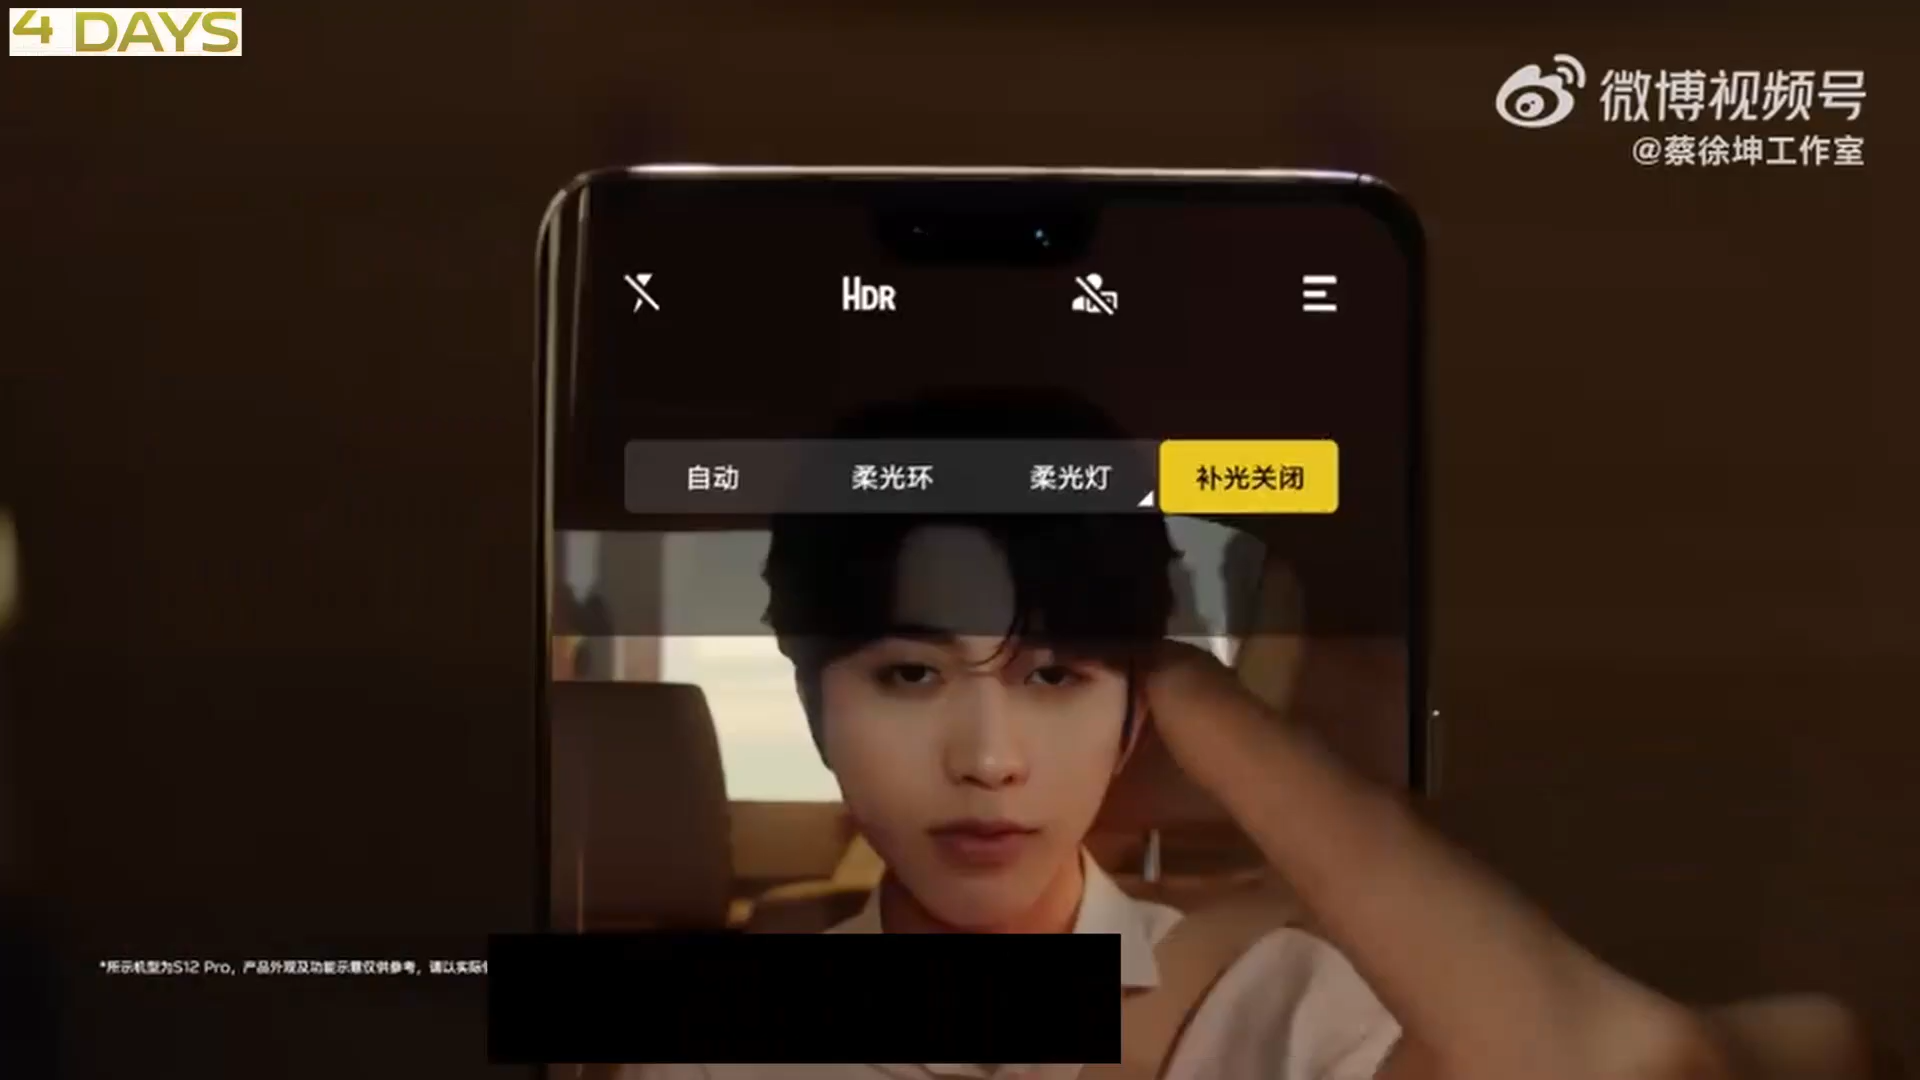 4 DAYS
微博视频号
@蔡徐坤工作室
HDR
自动 柔光环 柔光灯 补光关闭
*所示机型为S12 Pro，产品外观及功能示意仅供参考，请以实际